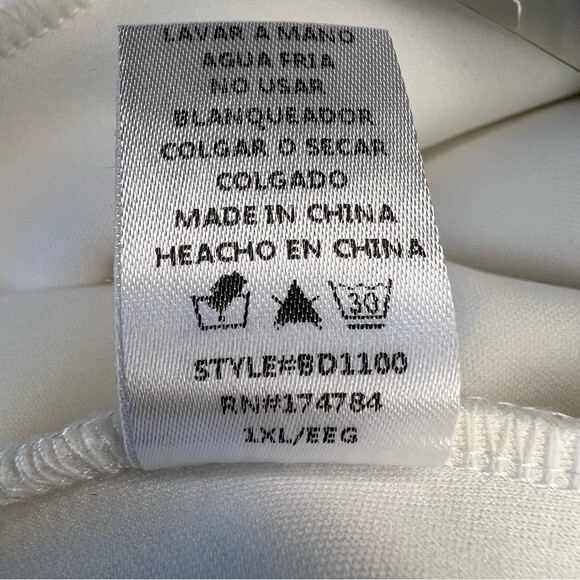 LAVAR A MANO
AGUA FRIA
NO USAR
BLANQUEADOR
COLGAR O SECAR
COLGADO
MADE IN CHINA
HEACHO EN CHINA
30
STYLE#BD1100
RN#174784
1XL/EEG